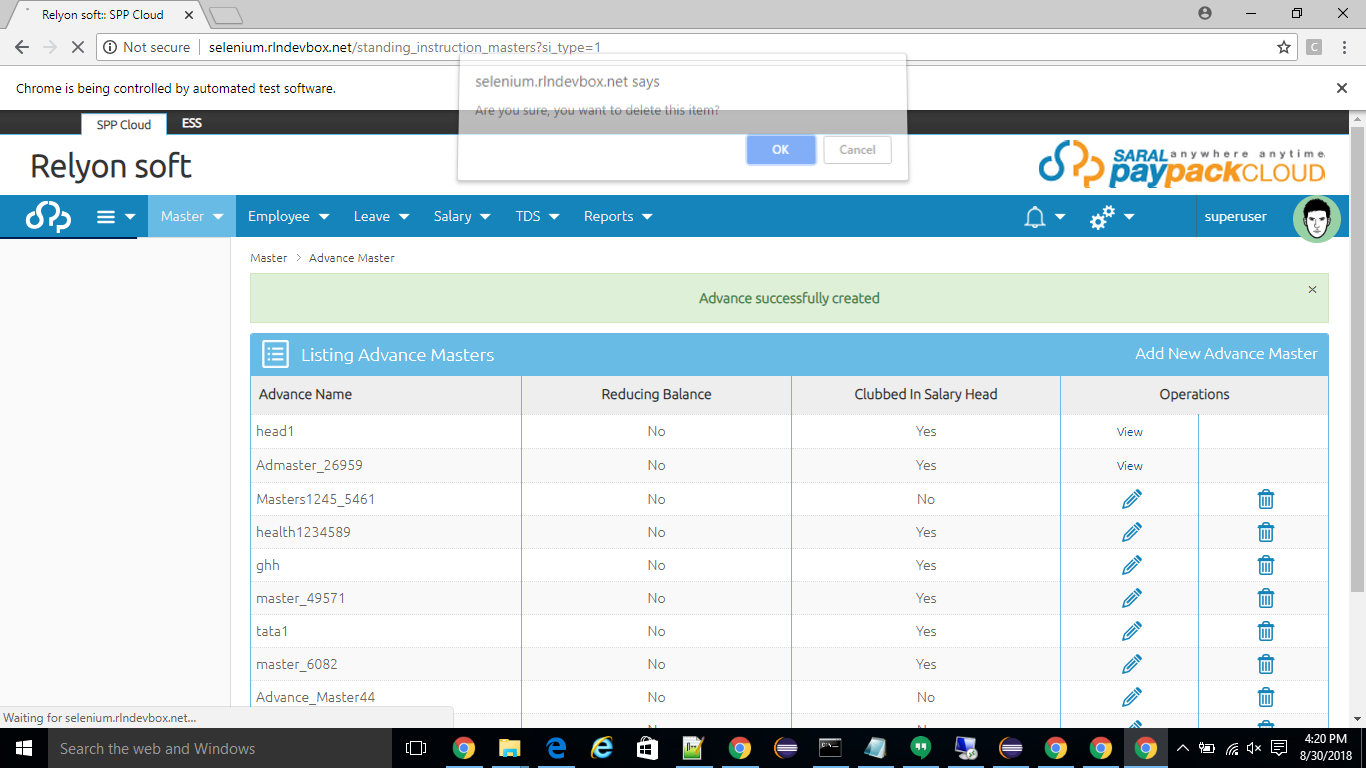 Relyon soft:: SPP Cloud
Not secure selenium.rlndevbox.net/standing_instruction_masters?si_type=1
C
Chrome is being controlled by automated test software.
selenium.rlndevbox.net says
Are you sure, you want to delete this item?
OK Cancel
SPP Cloud ESS
Relyon soft
SARAL anywhere anytime
paypackCLOUD
Master Employee Leave Salary TDS Reports superuser
Master > Advance Master
Advance successfully created
Listing Advance Masters Add New Advance Master
Advance Name Reducing Balance Clubbed In Salary Head Operations
head1 No Yes View
Admaster_26959 No Yes View
Masters1245_5461 No No
health1234589 No Yes
ghh No Yes
master_49571 No Yes
tata1 No Yes
master_6082 No Yes
Advance_Master44 No No
Waiting for selenium.rlndevbox.net...
Search the web and Windows
4:20 PM
8/30/2018